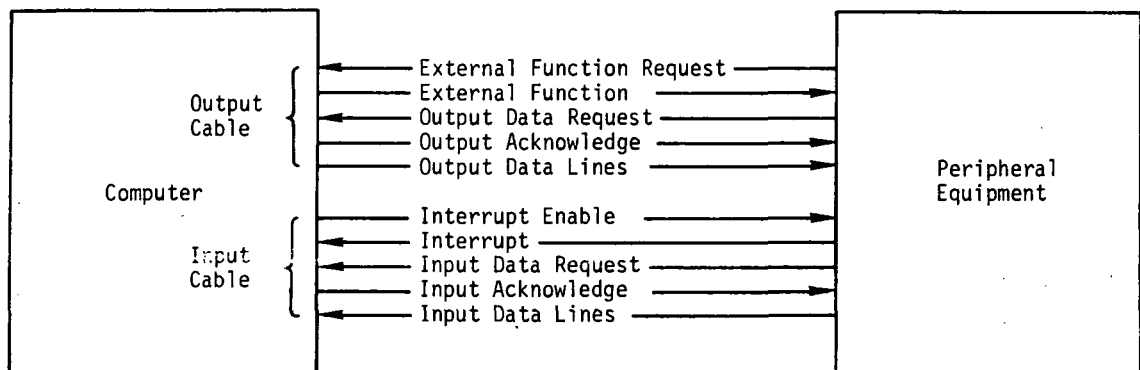 External Function Request
External Function
Output
Cable
Output Data Request
Output Acknowledge
Output Data Lines
Computer
Peripheral
Equipment
Interrupt Enable
Interrupt
Input
Cable
Input Data Request
Input Acknowledge
Input Data Lines